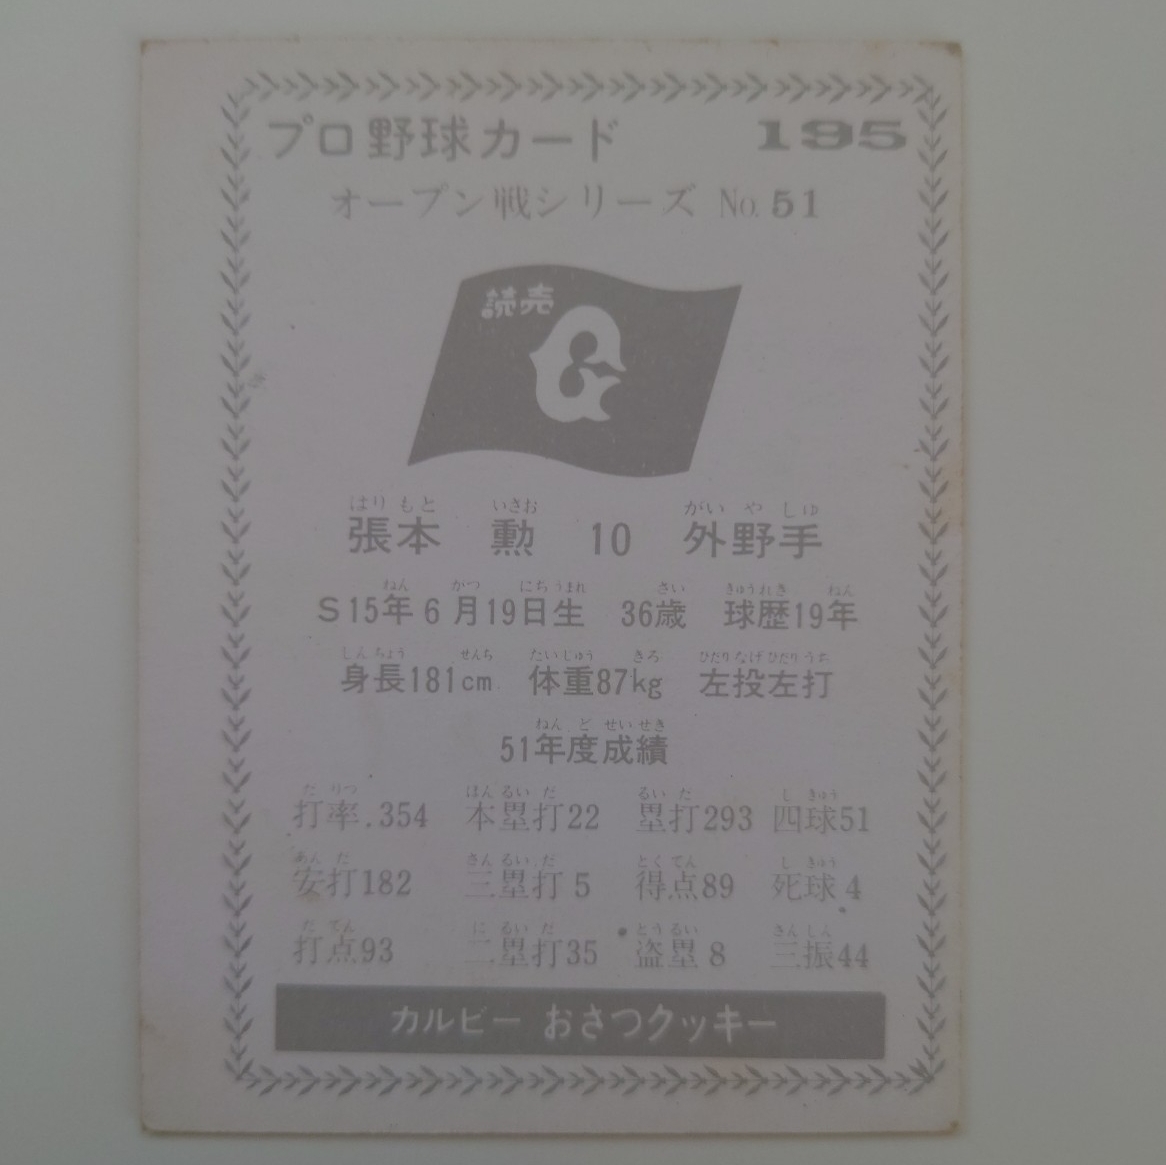 プロ野球カード 195
オープン戦シリーズ No.51
読売
G
はりもと いさお がいやしゅ
張本 勲 10 外野手
ねん がつ にちうまれ さい きゅうれき ねん
S15年6月19日生 36歳 球歴19年
しんちょう せんち たいじゅう きろ ひだりなげひだりうち
身長181cm 体重87kg 左投左打
ねんどせいせき
51年度成績
だりつ ほんるいだ るいだ しきゅう
打率.354 本塁打22 塁打293 四球51
あんだ さんるいだ とくてん しきゅう
安打182 三塁打5 得点89 死球4
だてん にるいだ とうるい さんしん
打点93 二塁打35 盗塁8 三振44
カルビー おさつクッキー